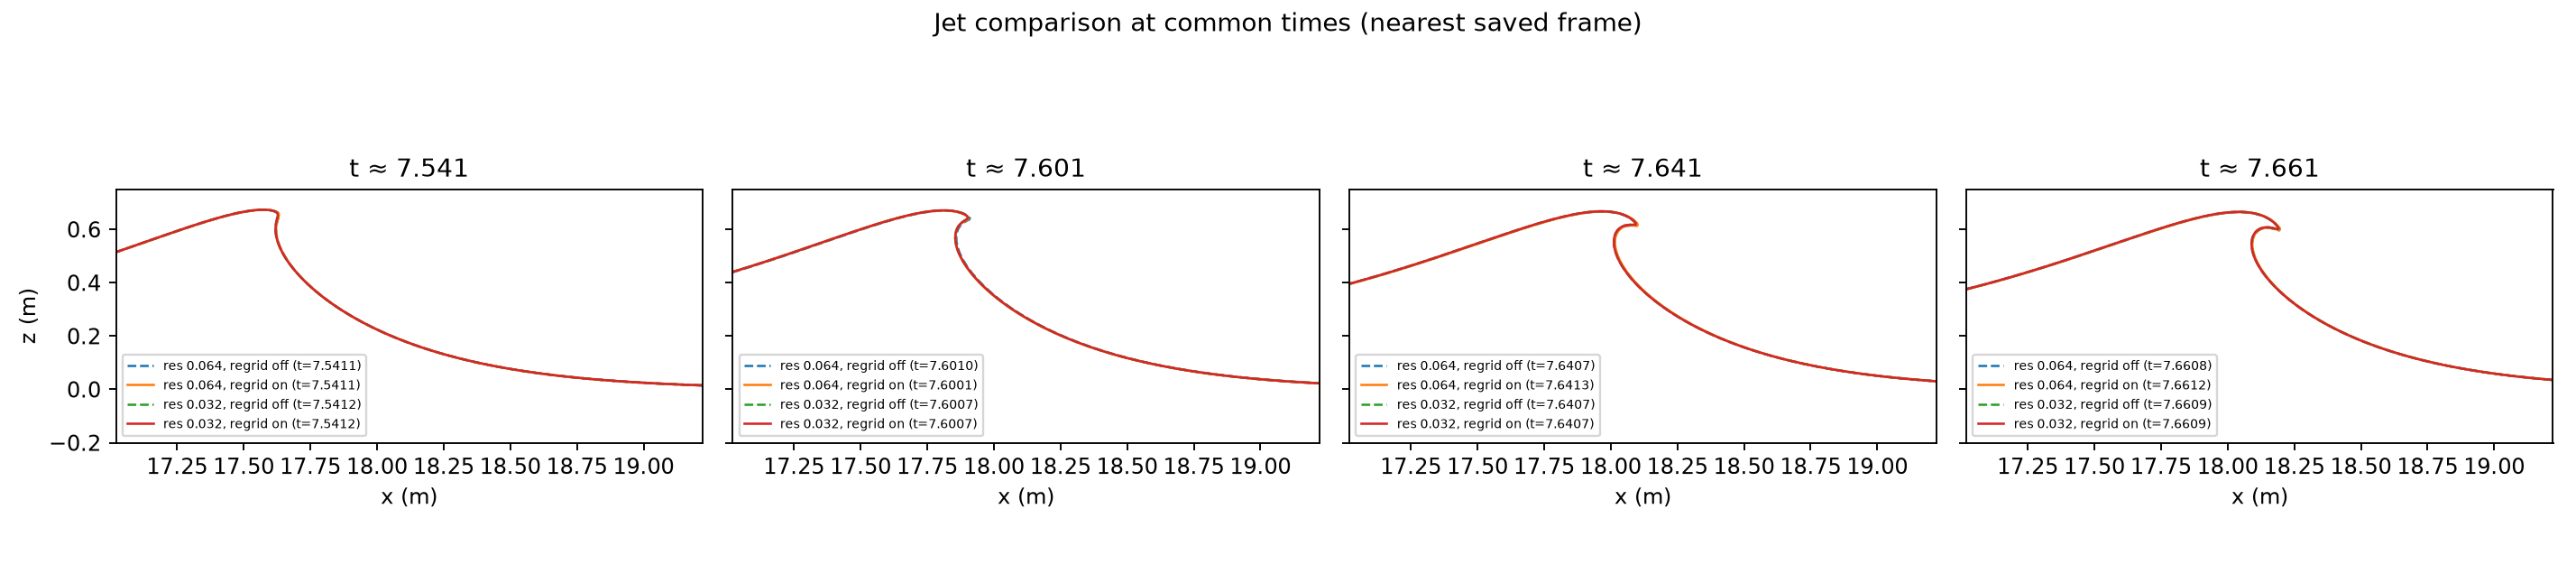 Jet comparison at common times (nearest saved frame)
t ≈ 7.541
t ≈ 7.601
t ≈ 7.641
t ≈ 7.661
z (m)
0.6
0.4
0.2
0.0
−0.2
res 0.064, regrid off (t=7.5411)
res 0.064, regrid on (t=7.5411)
res 0.032, regrid off (t=7.5412)
res 0.032, regrid on (t=7.5412)
res 0.064, regrid off (t=7.6010)
res 0.064, regrid on (t=7.6001)
res 0.032, regrid off (t=7.6007)
res 0.032, regrid on (t=7.6007)
res 0.064, regrid off (t=7.6407)
res 0.064, regrid on (t=7.6413)
res 0.032, regrid off (t=7.6407)
res 0.032, regrid on (t=7.6407)
res 0.064, regrid off (t=7.6608)
res 0.064, regrid on (t=7.6612)
res 0.032, regrid off (t=7.6609)
res 0.032, regrid on (t=7.6609)
17.25 17.50 17.75 18.00 18.25 18.50 18.75 19.00
17.25 17.50 17.75 18.00 18.25 18.50 18.75 19.00
17.25 17.50 17.75 18.00 18.25 18.50 18.75 19.00
17.25 17.50 17.75 18.00 18.25 18.50 18.75 19.00
x (m)
x (m)
x (m)
x (m)